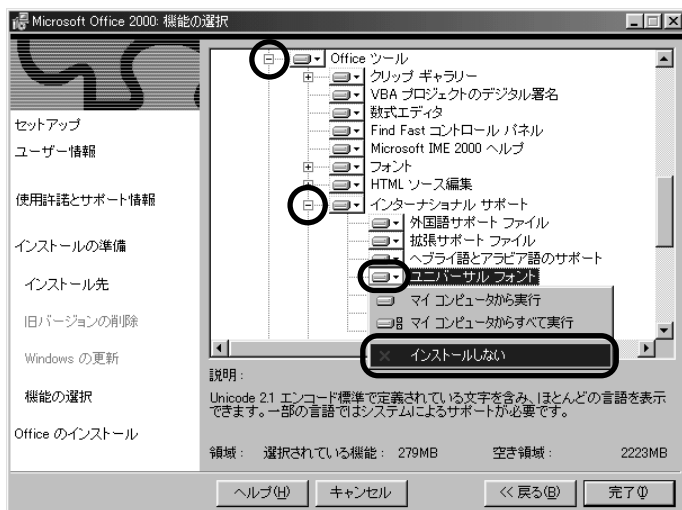 Microsoft Office 2000: 機能の選択
セットアップ
ユーザー情報
使用許諾とサポート情報
インストールの準備
インストール先
旧バージョンの削除
Windows の更新
機能の選択
Office のインストール
Office ツール
クリップ ギャラリー
VBA プロジェクトのデジタル署名
数式エディタ
Find Fast コントロール パネル
Microsoft IME 2000 ヘルプ
フォント
HTML ソース編集
インターナショナル サポート
外国語サポート ファイル
拡張サポート ファイル
ヘブライ語とアラビア語のサポート
ユニバーサル フォント
マイ コンピュータから実行
マイ コンピュータからすべて実行
インストールしない
説明:
Unicode 2.1 エンコード標準で定義されている文字を含み、ほとんどの言語を表示
できます。一部の言語ではシステムによるサポートが必要です。
領域: 選択されている機能: 279MB 空き領域: 2223MB
ヘルプ(H) キャンセル << 戻る(B) 完了(I)